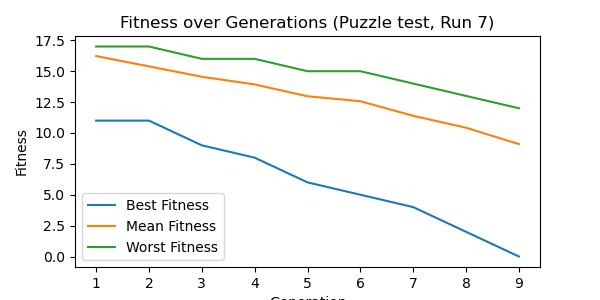 Fitness over Generations (Puzzle test, Run 7)
17.5
15.0
12.5
10.0
7.5
5.0
2.5
0.0
Fitness
Best Fitness
Mean Fitness
Worst Fitness
1 2 3 4 5 6 7 8 9
Generation